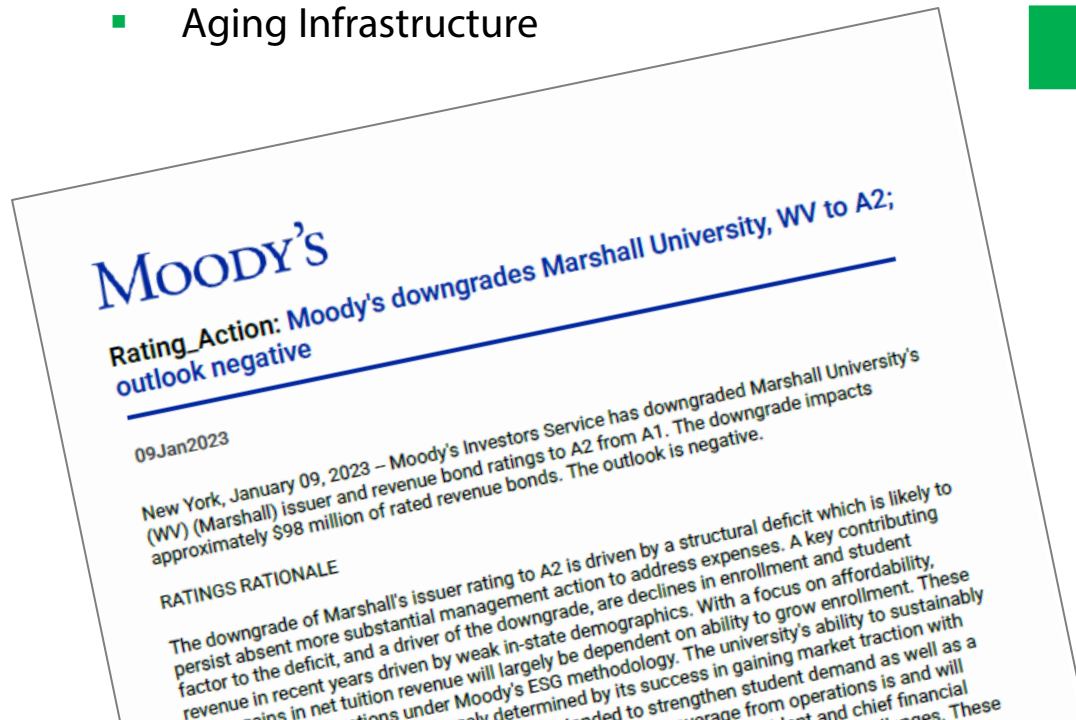 ▪ Aging Infrastructure
MOODY'S
Rating_Action: Moody's downgrades Marshall University, WV to A2;
outlook negative
09Jan2023
New York, January 09, 2023 -- Moody's Investors Service has downgraded Marshall University's
(WV) (Marshall) issuer and revenue bond ratings to A2 from A1. The downgrade impacts
approximately $98 million of rated revenue bonds. The outlook is negative.
RATINGS RATIONALE
The downgrade of Marshall's issuer rating to A2 is driven by a structural deficit which is likely to
persist absent more substantial management action to address expenses. A key contributing
factor to the deficit, and a driver of the downgrade, are declines in enrollment and student
revenue in recent years driven by weak in-state demographics. With a focus on affordability,
in net tuition revenue will largely be dependent on ability to grow enrollment. These
under Moody's ESG methodology. The university's ability to sustainably
determined by its success in gaining market traction with
to strengthen student demand as well as a
from operations is and will
and chief financial
These